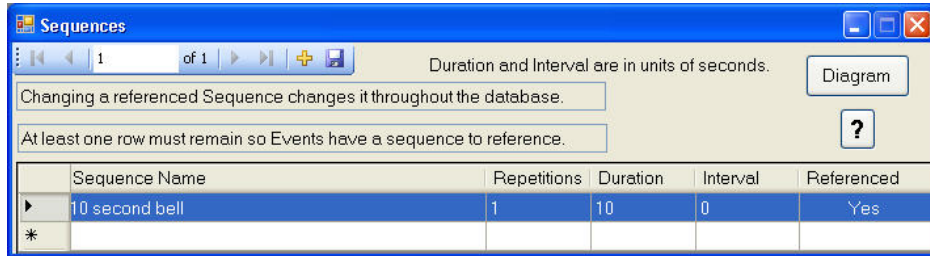 Sequences
1 of 1
Duration and Interval are in units of seconds.
Diagram
Changing a referenced Sequence changes it throughout the database.
At least one row must remain so Events have a sequence to reference.
?
Sequence Name Repetitions Duration Interval Referenced
10 second bell 1 10 0 Yes